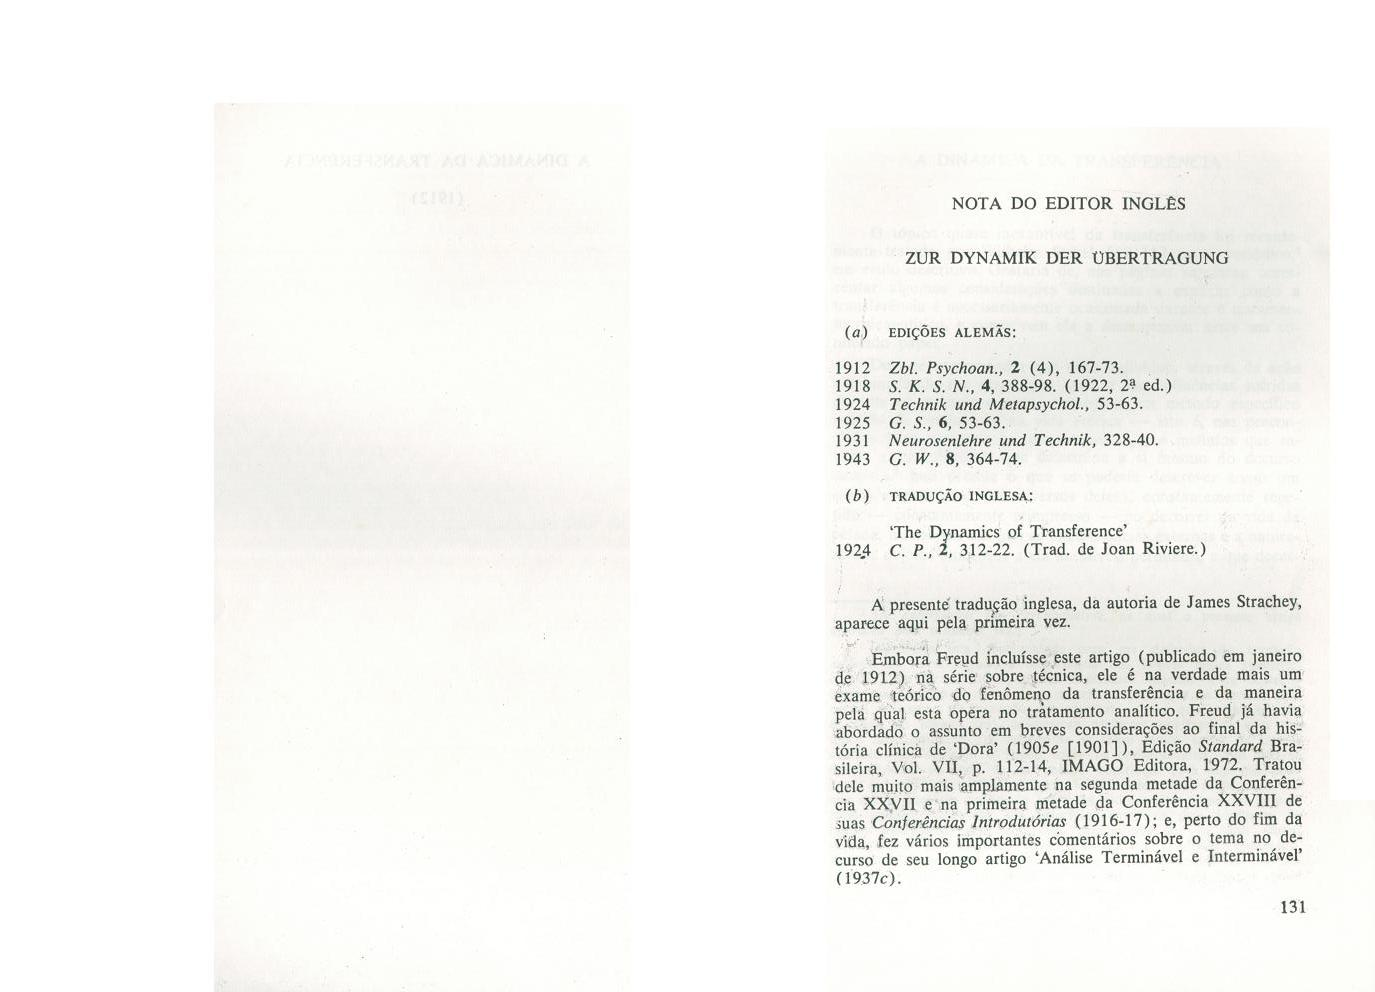 A DINAMICA DA TRANSFERÊNCIA
(1912)
NOTA DO EDITOR INGLÊS
ZUR DYNAMIK DER ÜBERTRAGUNG
(a) EDIÇÕES ALEMÃS:
1912 Zbl. Psychoan., 2 (4), 167-73.
1918 S. K. S. N., 4, 388-98. (1922, 2ª ed.)
1924 Technik und Metapsychol., 53-63.
1925 G. S., 6, 53-63.
1931 Neurosenlehre und Technik, 328-40.
1943 G. W., 8, 364-74.
(b) TRADUÇÃO INGLESA:
‘The Dynamics of Transference’
1924 C. P., 2, 312-22. (Trad. de Joan Riviere.)
A presente tradução inglesa, da autoria de James Strachey,
aparece aqui pela primeira vez.
Embora Freud incluísse este artigo (publicado em janeiro
de 1912) na série sobre técnica, ele é na verdade mais um
exame teórico do fenômeno da transferência e da maneira
pela qual esta opera no tratamento analítico. Freud já havia
abordado o assunto em breves considerações ao final da his-
tória clínica de ‘Dora’ (1905e [1901]), Edição Standard Bra-
sileira, Vol. VII, p. 112-14, IMAGO Editora, 1972. Tratou
dele muito mais amplamente na segunda metade da Conferên-
cia XXVII e na primeira metade da Conferência XXVIII de
suas Conferências Introdutórias (1916-17); e, perto do fim da
vida, fez vários importantes comentários sobre o tema no de-
curso de seu longo artigo ‘Análise Terminável e Interminável’
(1937c).
131